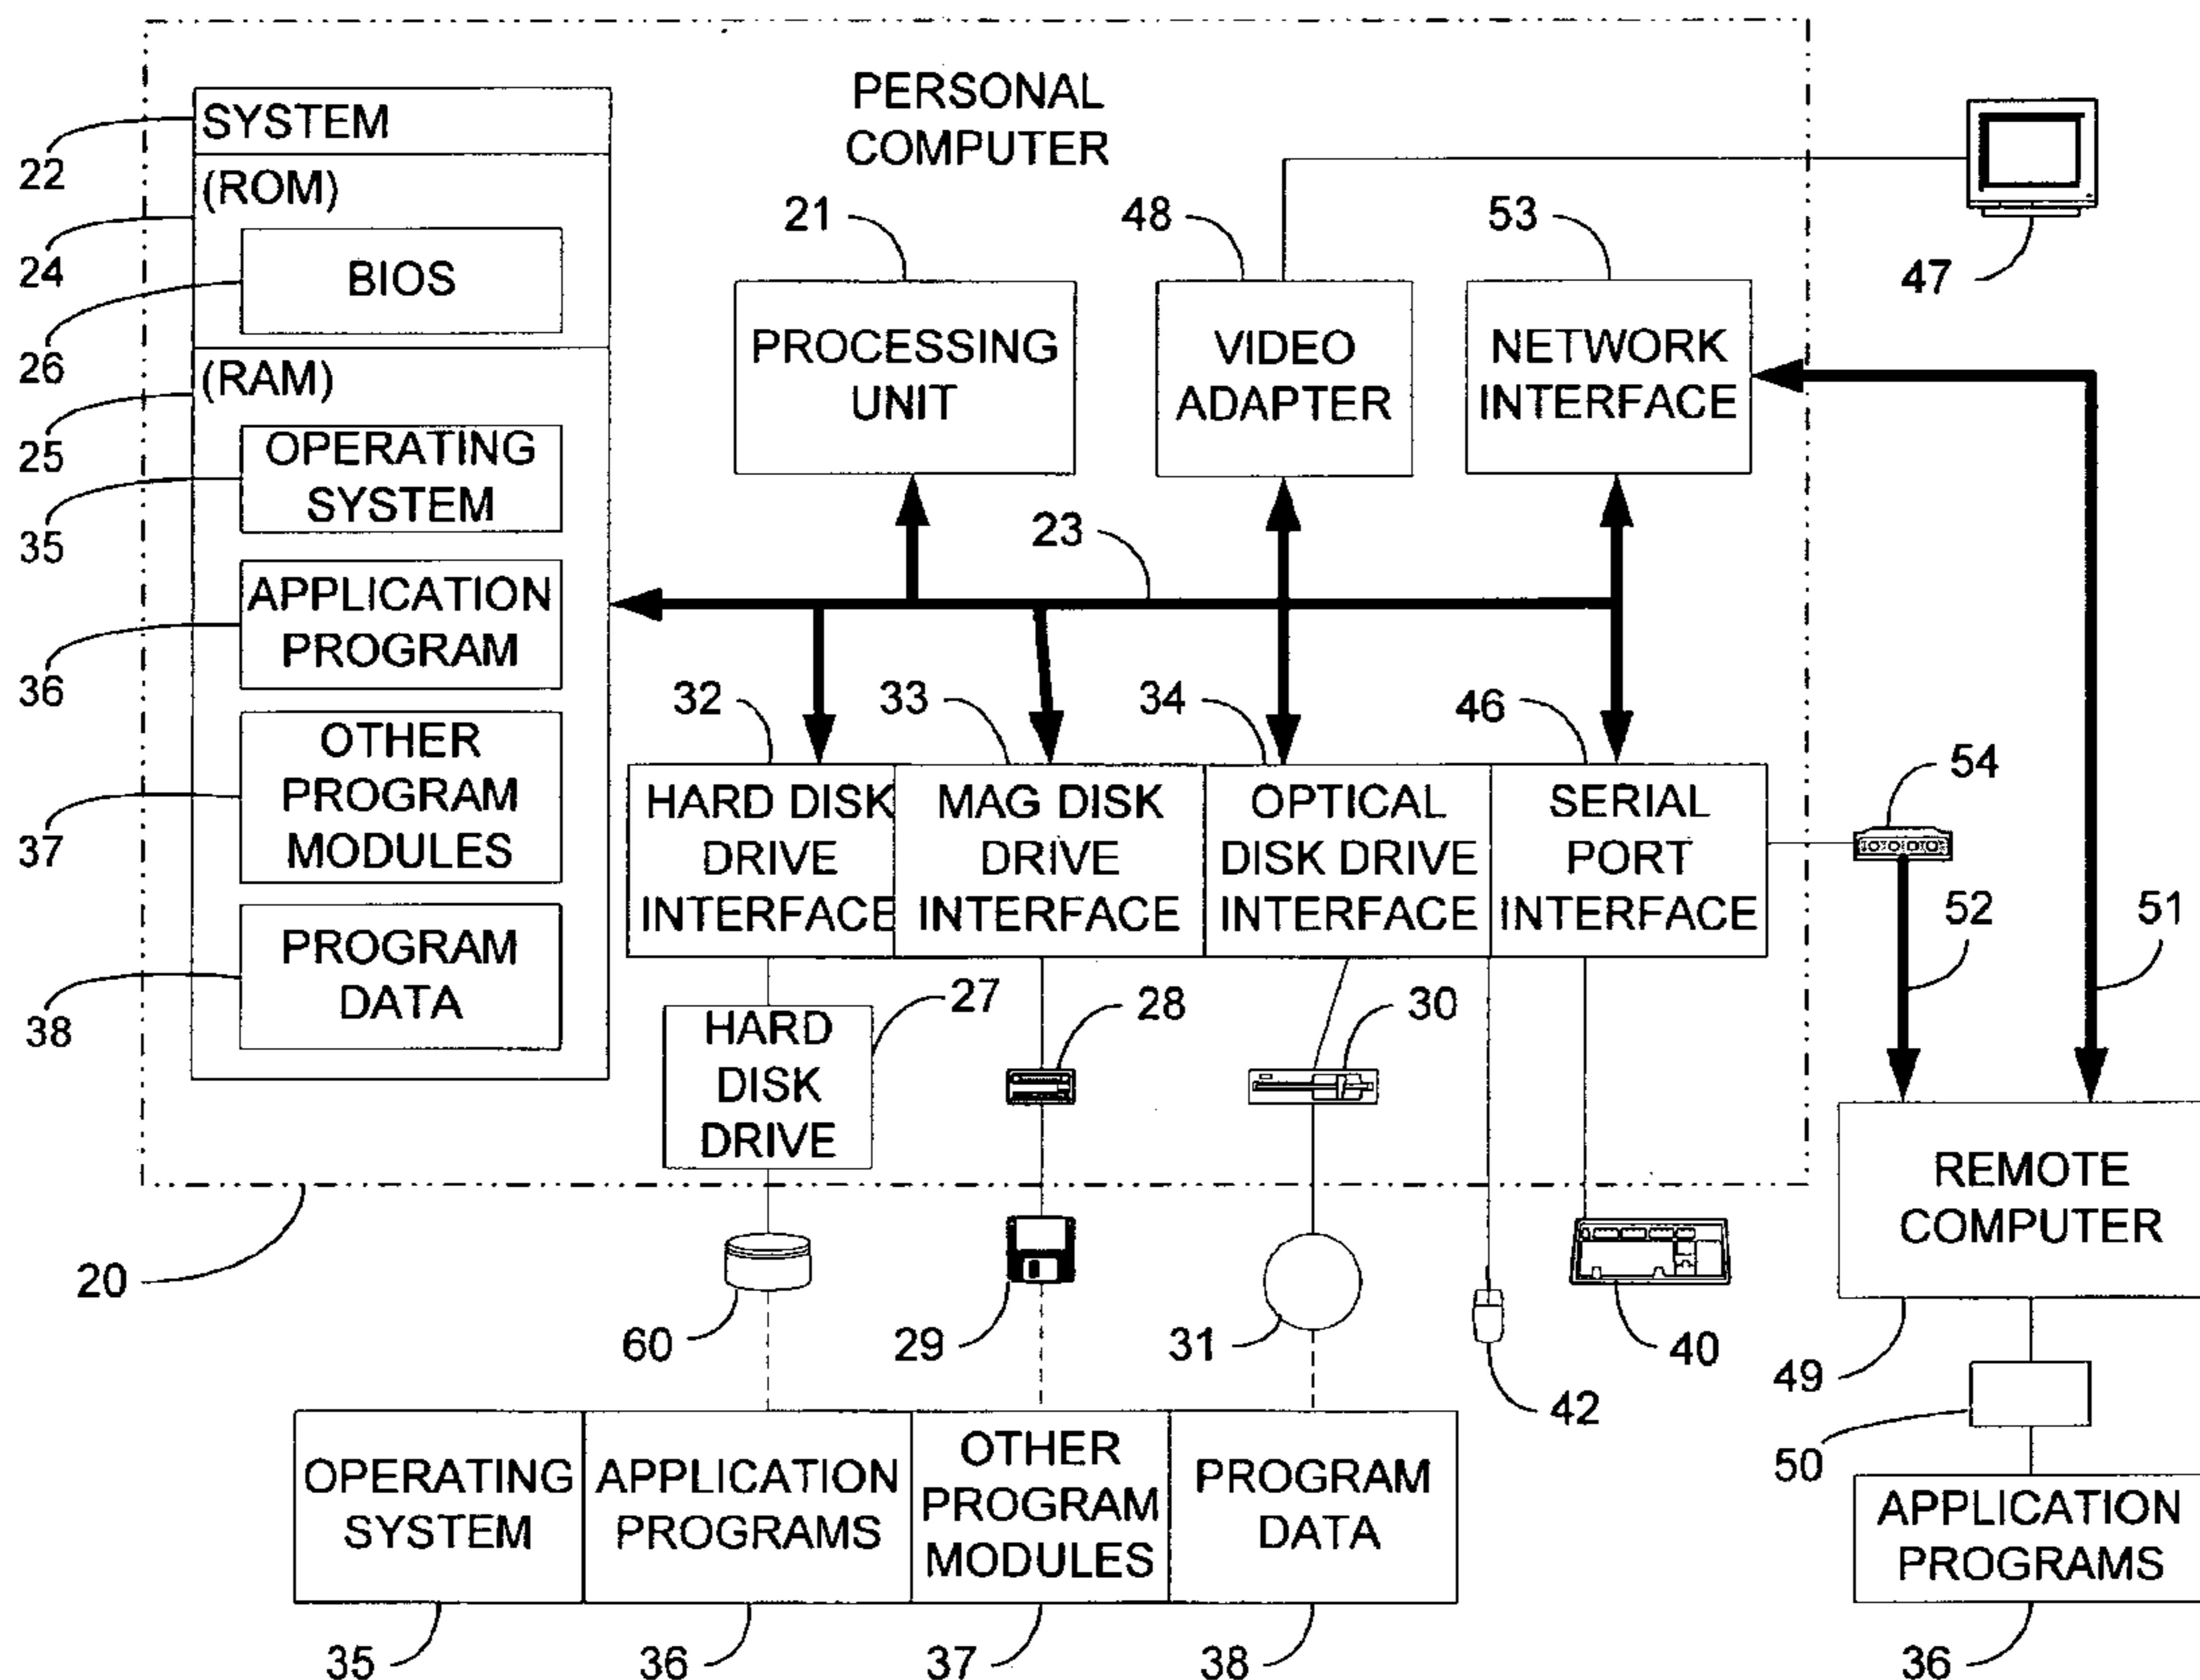 PERSONAL
COMPUTER
SYSTEM
22
(ROM)
24
BIOS
26
(RAM)
25
OPERATING
SYSTEM
35
APPLICATION
PROGRAM
36
OTHER
PROGRAM
MODULES
37
PROGRAM
DATA
38
21
PROCESSING
UNIT
48
VIDEO
ADAPTER
53
NETWORK
INTERFACE
47
23
32
HARD DISK
DRIVE
INTERFACE
33
MAG DISK
DRIVE
INTERFACE
34
OPTICAL
DISK DRIVE
INTERFACE
46
SERIAL
PORT
INTERFACE
54
52
51
27
HARD
DISK
DRIVE
28
30
20
60
29
31
42
40
REMOTE
COMPUTER
49
50
OPERATING
SYSTEM
APPLICATION
PROGRAMS
OTHER
PROGRAM
MODULES
PROGRAM
DATA
APPLICATION
PROGRAMS
35
36
37
38
36